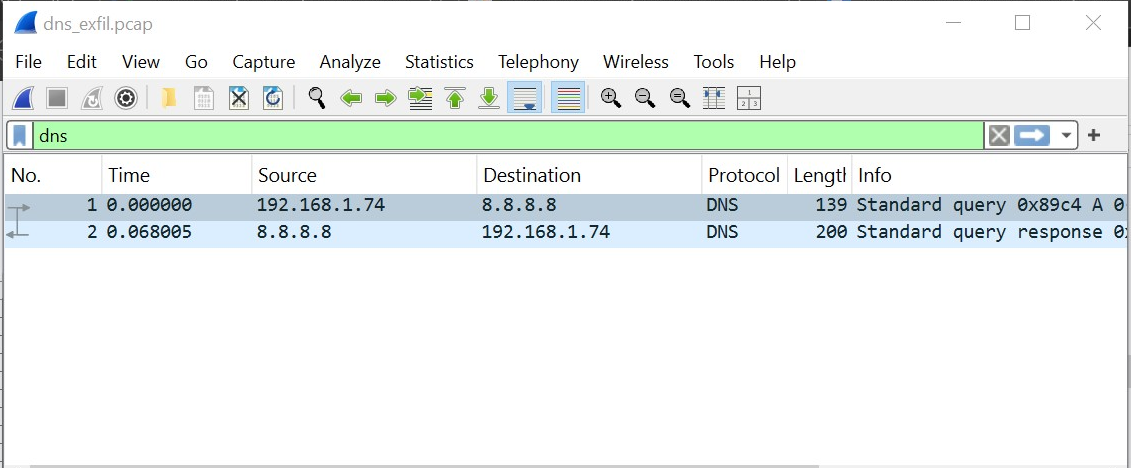 dns_exfil.pcap
File Edit View Go Capture Analyze Statistics Telephony Wireless Tools Help
dns
No. Time Source Destination Protocol Length Info
1 0.000000 192.168.1.74 8.8.8.8 DNS 139 Standard query 0x89c4 A 0
2 0.068005 8.8.8.8 192.168.1.74 DNS 200 Standard query response 0x